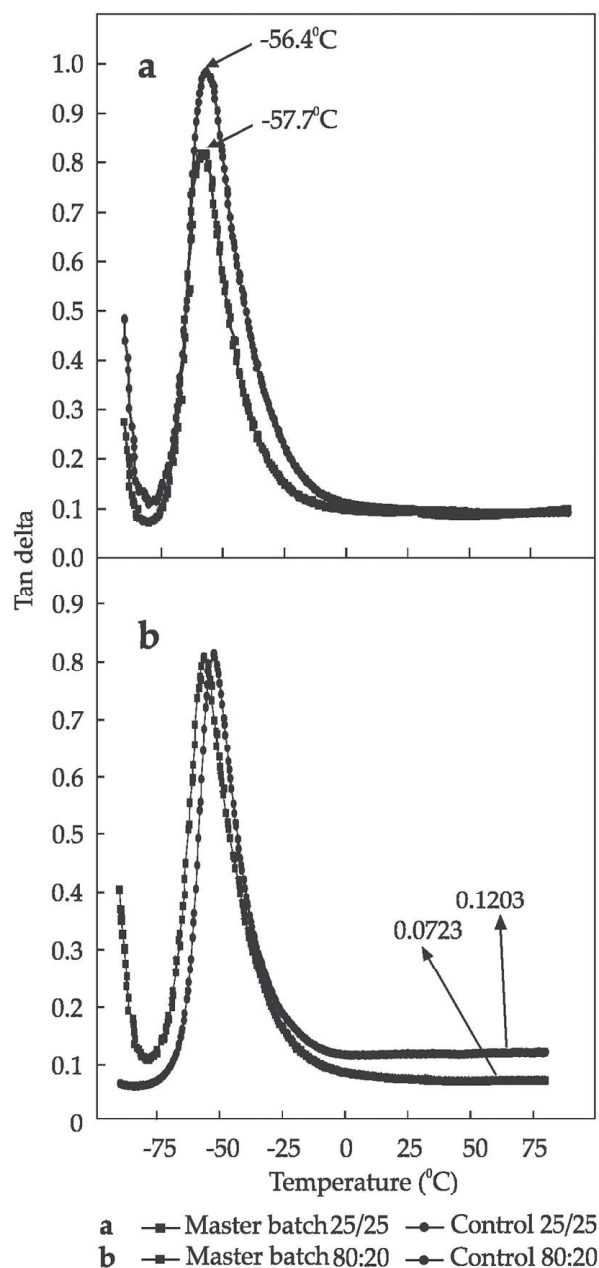 a
-56.4⁰C
-57.7⁰C
1.0
0.9
0.8
0.7
0.6
0.5
0.4
0.3
0.2
0.1
0.0
Tan delta
b
0.9
0.8
0.7
0.6
0.5
0.4
0.3
0.2
0.1
0
0.1203
0.0723
-75 -50 -25 0 25 50 75
Temperature (⁰C)
a Master batch 25/25 Control 25/25
b Master batch 80:20 Control 80:20